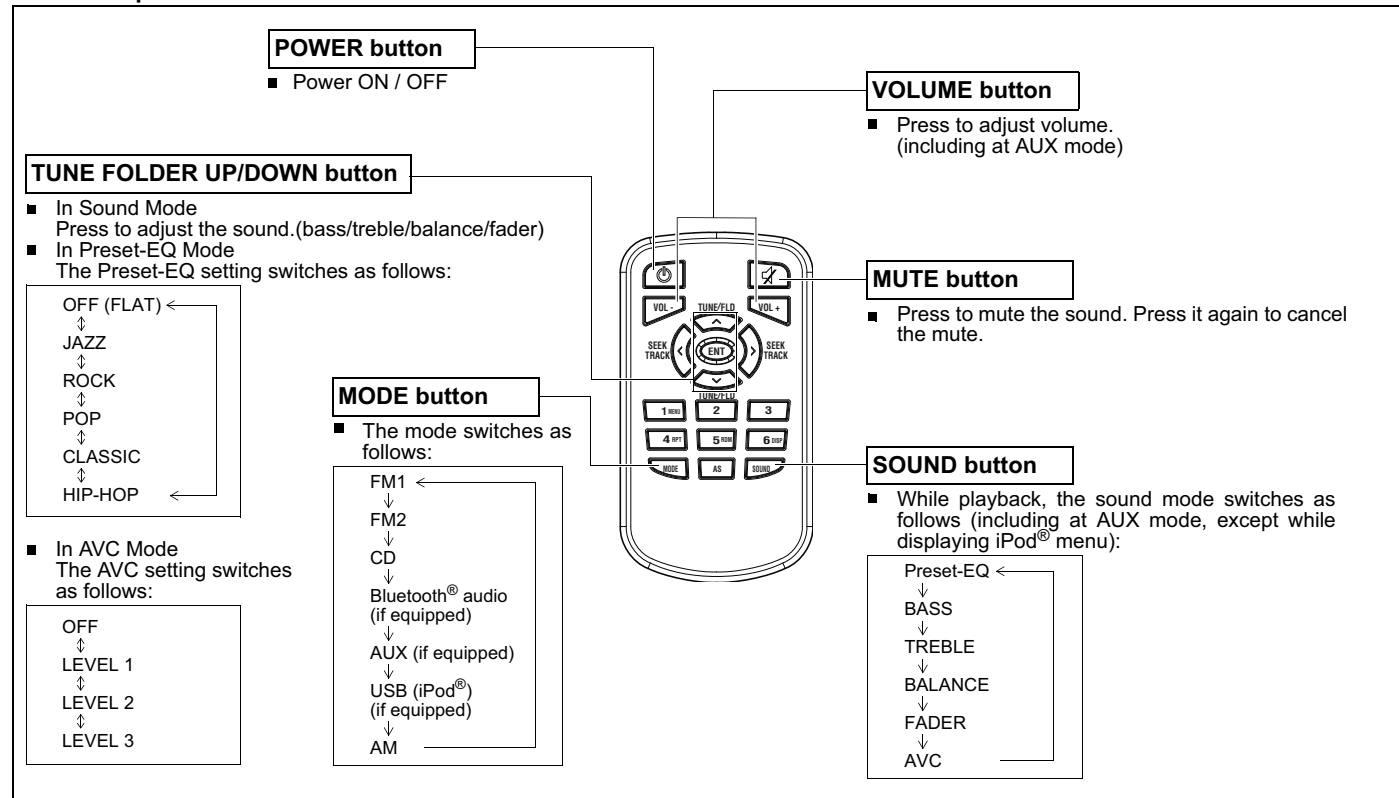 POWER button
■ Power ON / OFF
VOLUME button
■ Press to adjust volume.
(including at AUX mode)
TUNE FOLDER UP/DOWN button
■ In Sound Mode
Press to adjust the sound.(bass/treble/balance/fader)
■ In Preset-EQ Mode
The Preset-EQ setting switches as follows:
OFF (FLAT)
JAZZ
ROCK
POP
CLASSIC
HIP-HOP
■ In AVC Mode
The AVC setting switches
as follows:
OFF
LEVEL 1
LEVEL 2
LEVEL 3
MODE button
■ The mode switches as
follows:
FM1
FM2
CD
Bluetooth® audio
(if equipped)
AUX (if equipped)
USB (iPod®)
(if equipped)
AM
VOL -
TUNE/FLD
VOL +
SEEK
TRACK
ENT
SEEK
TRACK
TUNE/FLD
1 MENU
2
3
4 RPT
5 RDM
6 DISP
MODE
AS
SOUND
MUTE button
■ Press to mute the sound. Press it again to cancel
the mute.
SOUND button
■ While playback, the sound mode switches as
follows (including at AUX mode, except while
displaying iPod® menu):
Preset-EQ
BASS
TREBLE
BALANCE
FADER
AVC